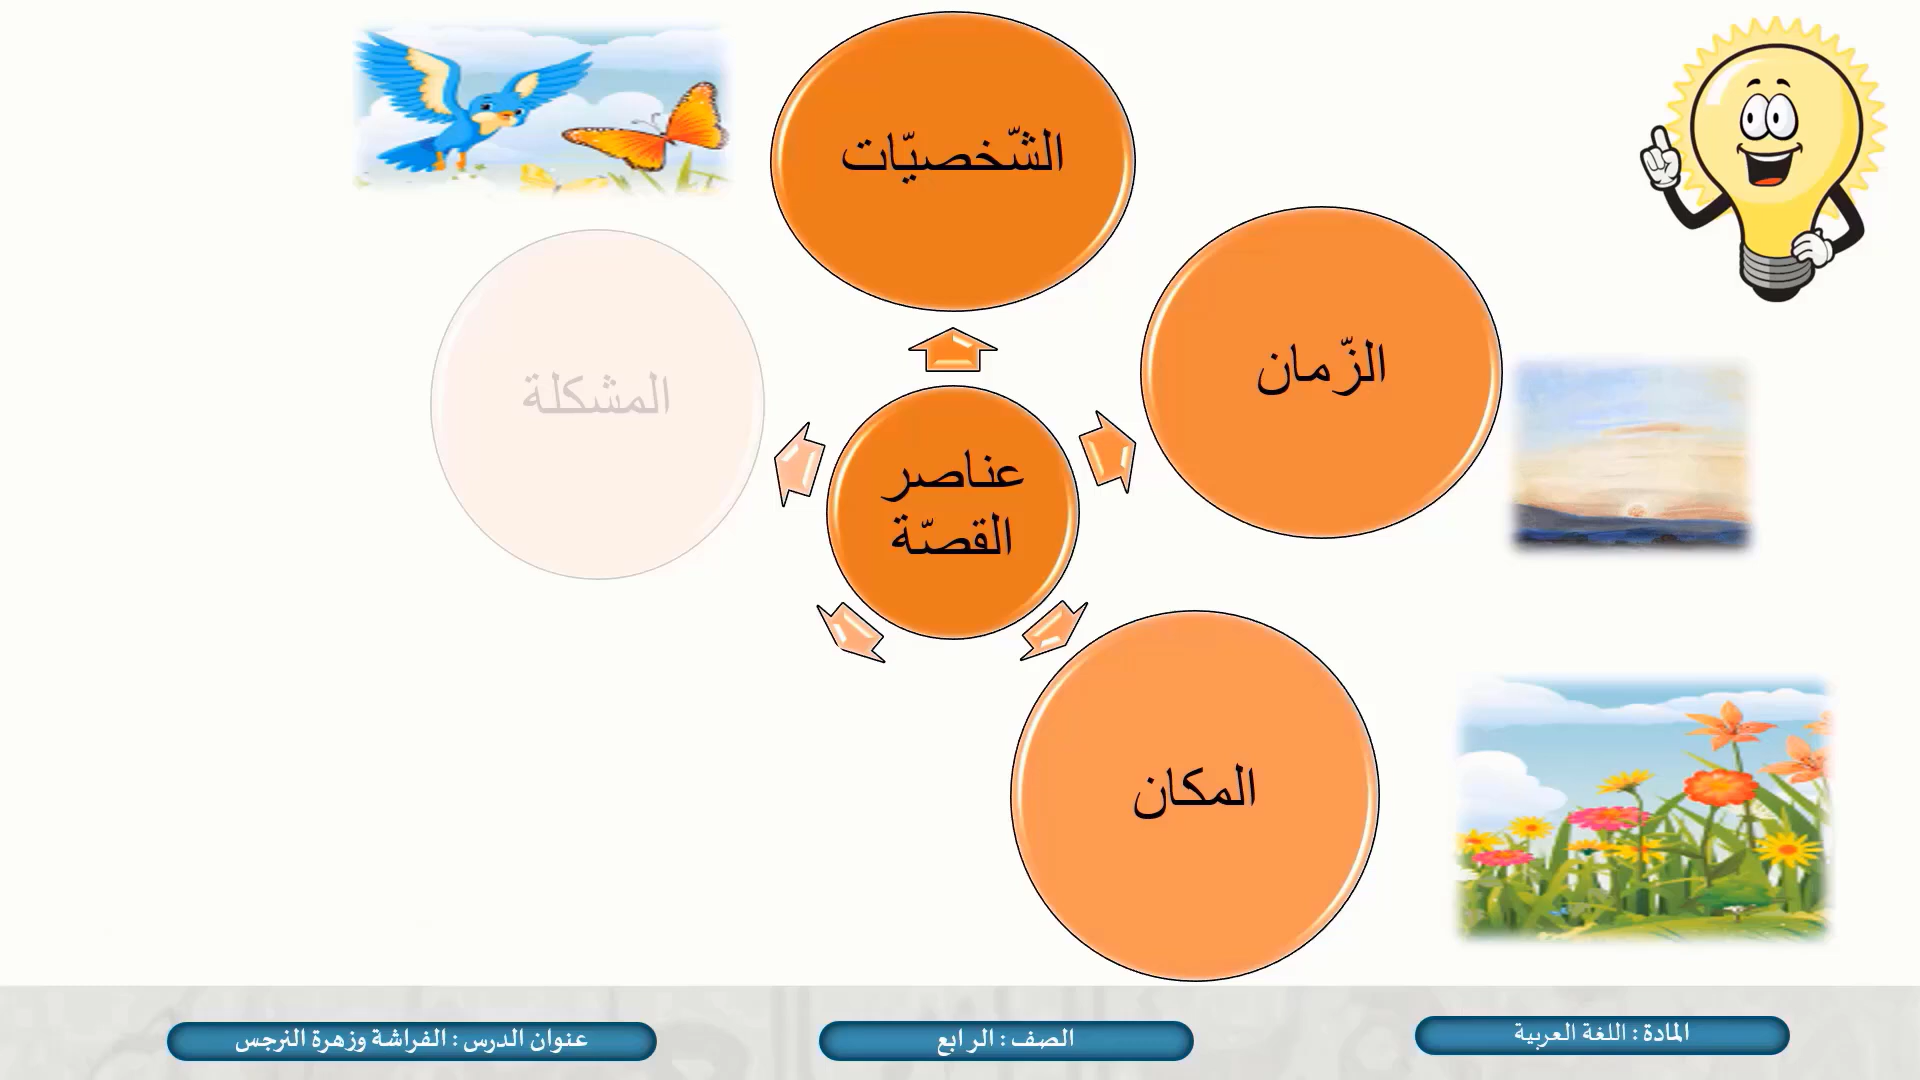 الشّخصيّات
الزّمان
المشكلة
عناصر
القصّة
المكان
المادة : اللغة العربية
الصف : الرابع
عنوان الدرس : الفراشة وزهرة النرجس